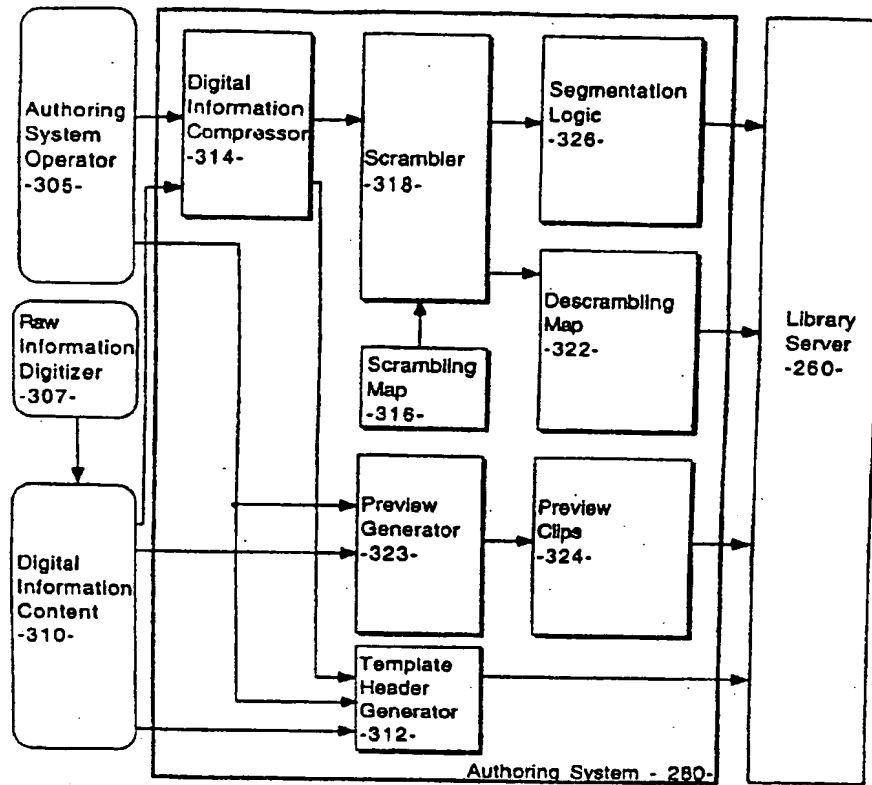 Authoring
System
Operator
-305-
Raw
Information
Digitizer
-307-
Digital
Information
Content
-310-
Digital
Information
Compressor
-314-
Scrambler
-318-
Scrambling
Map
-316-
Segmentation
Logic
-326-
Descrambling
Map
-322-
Preview
Generator
-323-
Preview
Clips
-324-
Template
Header
Generator
-312-
Authoring System - 280-
Library
Server
-260-